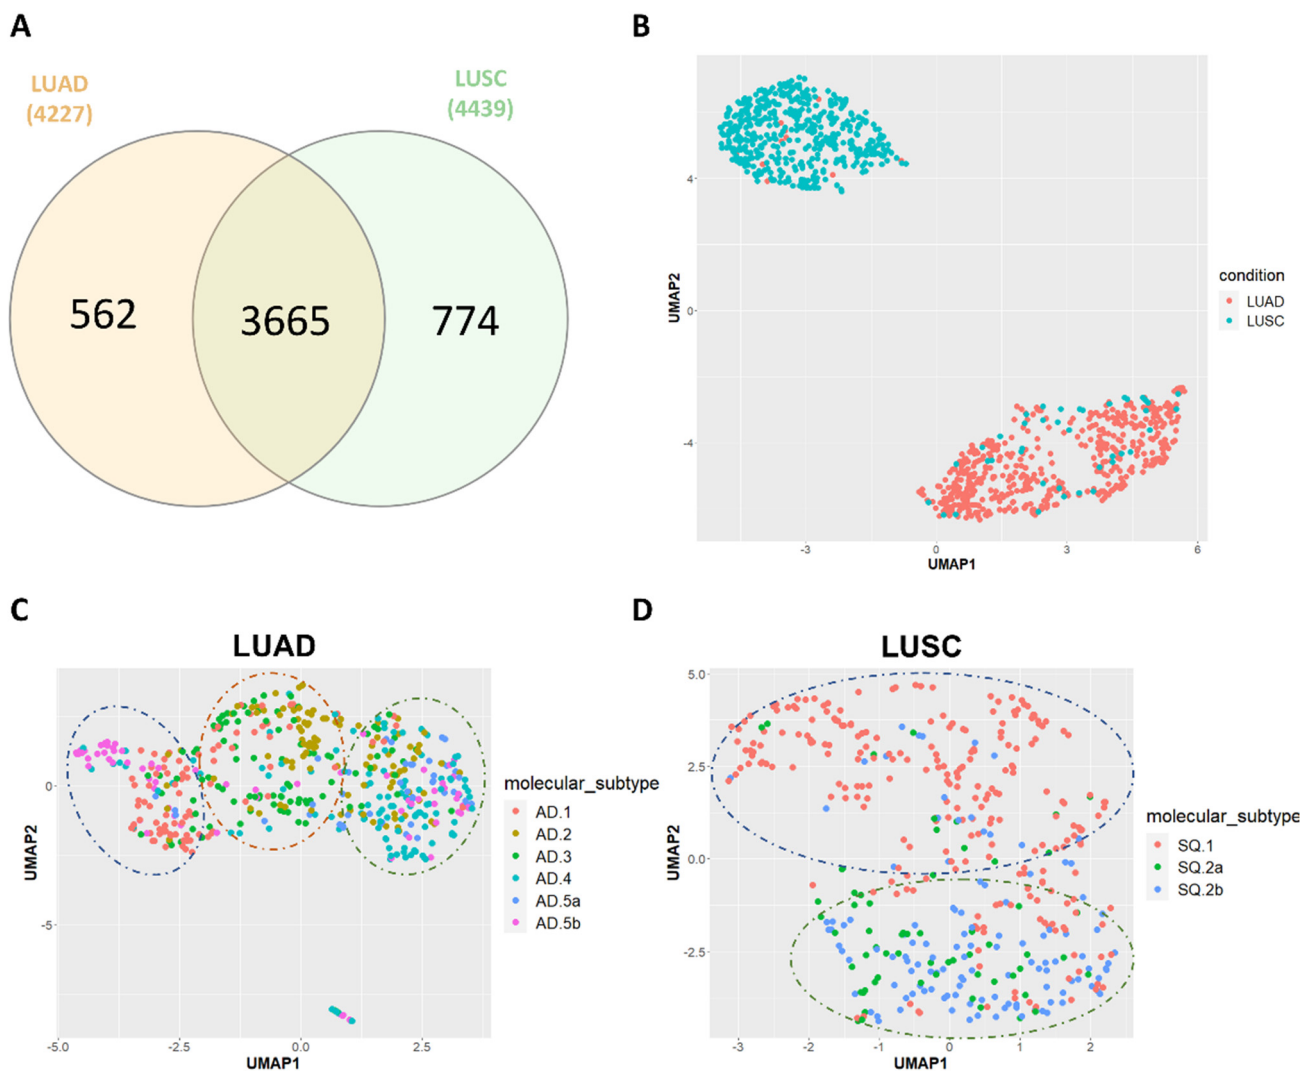 A
LUAD
(4227)
LUSC
(4439)
562
3665
774
B
4
0
-4
UMAP2
-3
0
3
6
UMAP1
condition
LUAD
LUSC
C
LUAD
0
-5
UMAP2
-5.0
-2.5
0.0
2.5
UMAP1
molecular_subtype
AD.1
AD.2
AD.3
AD.4
AD.5a
AD.5b
D
LUSC
5.0
2.5
0.0
-2.5
UMAP2
-3
-2
-1
0
1
2
UMAP1
molecular_subtype
SQ.1
SQ.2a
SQ.2b